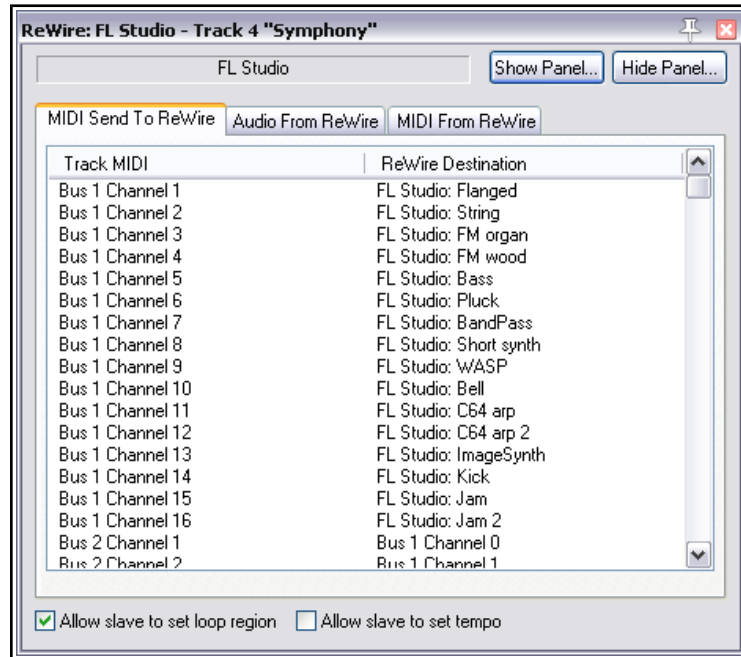 ReWire: FL Studio - Track 4 "Symphony"
FL Studio Show Panel... Hide Panel...
MIDI Send To ReWire Audio From ReWire MIDI From ReWire
Track MIDI ReWire Destination
Bus 1 Channel 1 FL Studio: Flanged
Bus 1 Channel 2 FL Studio: String
Bus 1 Channel 3 FL Studio: FM organ
Bus 1 Channel 4 FL Studio: FM wood
Bus 1 Channel 5 FL Studio: Bass
Bus 1 Channel 6 FL Studio: Pluck
Bus 1 Channel 7 FL Studio: BandPass
Bus 1 Channel 8 FL Studio: Short synth
Bus 1 Channel 9 FL Studio: WASP
Bus 1 Channel 10 FL Studio: Bell
Bus 1 Channel 11 FL Studio: C64 arp
Bus 1 Channel 12 FL Studio: C64 arp 2
Bus 1 Channel 13 FL Studio: ImageSynth
Bus 1 Channel 14 FL Studio: Kick
Bus 1 Channel 15 FL Studio: Jam
Bus 1 Channel 16 FL Studio: Jam 2
Bus 2 Channel 1 Bus 1 Channel 0
Bus 2 Channel 2 Bus 1 Channel 1
Allow slave to set loop region Allow slave to set tempo